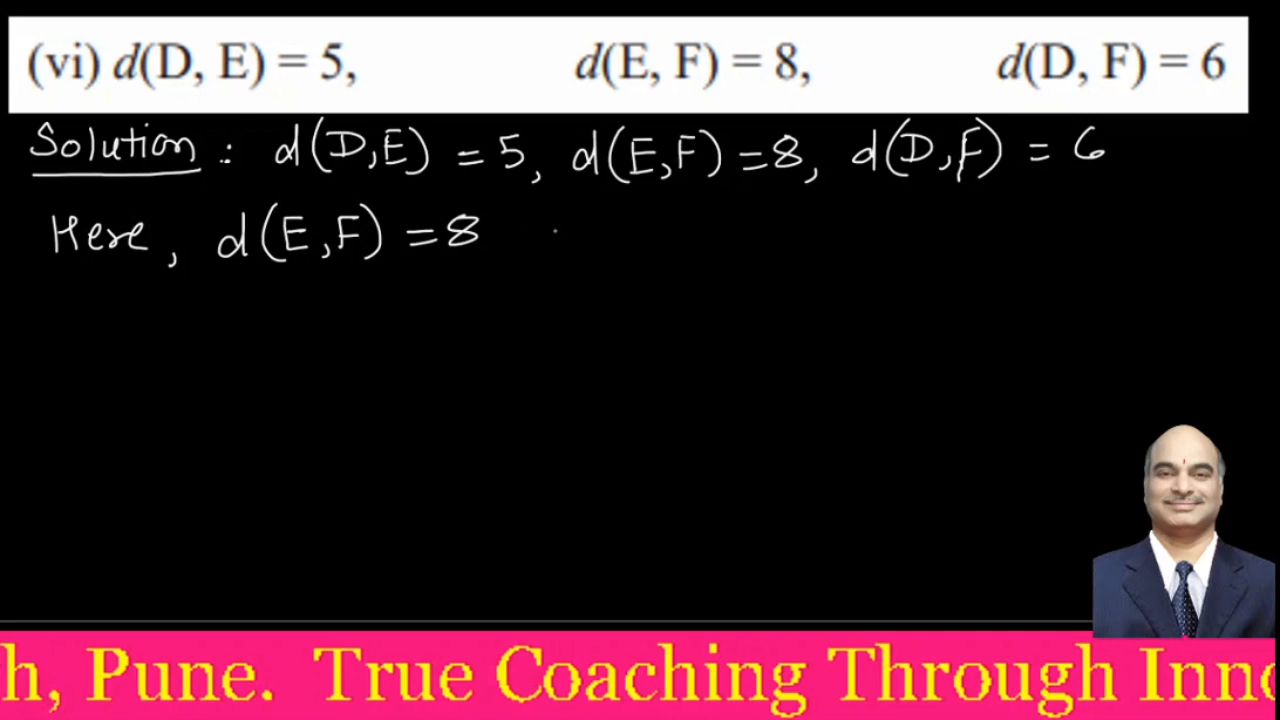 (vi) d(D, E) = 5, d(E, F) = 8, d(D, F) = 6
Solution : d(D,E) = 5, d(E,F) = 8, d(D,F) = 6
Here, d(E,F) = 8
h, Pune. True Coaching Through Inno